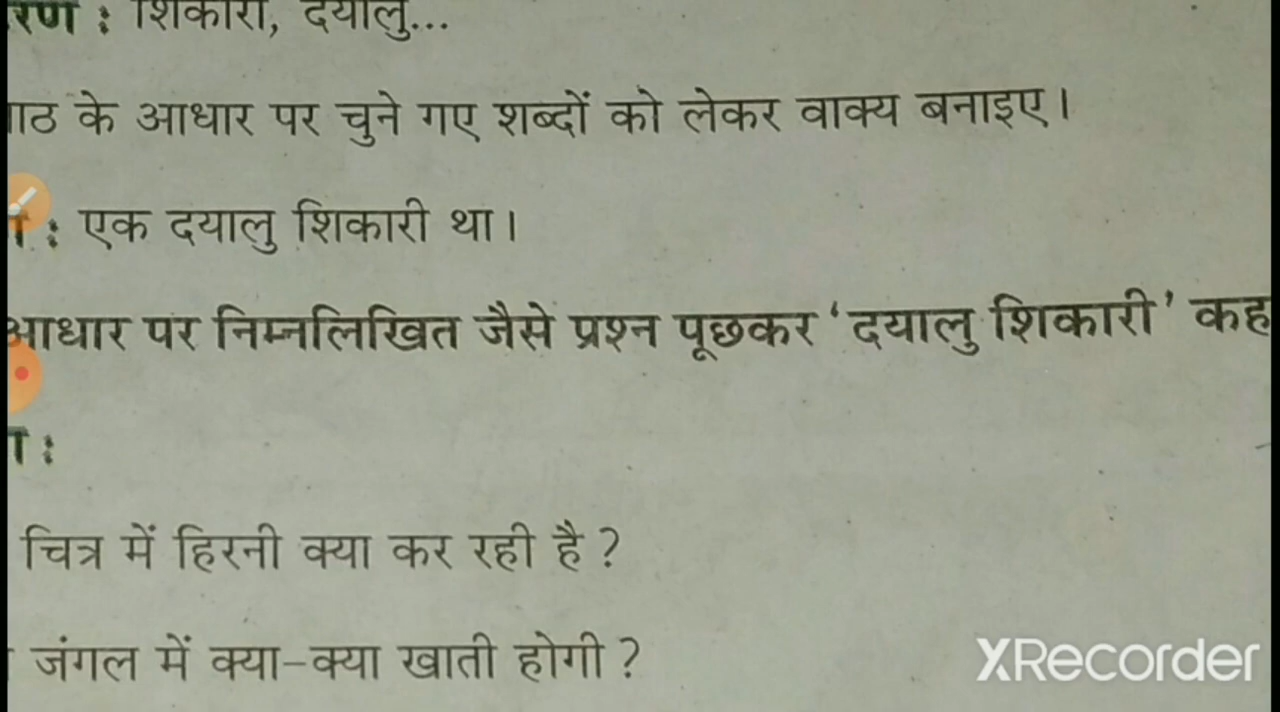 रण : शिकारी, दयालु...
पाठ के आधार पर चुने गए शब्दों को लेकर वाक्य बनाइए।
: एक दयालु शिकारी था।
आधार पर निम्नलिखित जैसे प्रश्न पूछकर 'दयालु शिकारी' कह
:
चित्र में हिरनी क्या कर रही है ?
जंगल में क्या-क्या खाती होगी ?
XRecorder